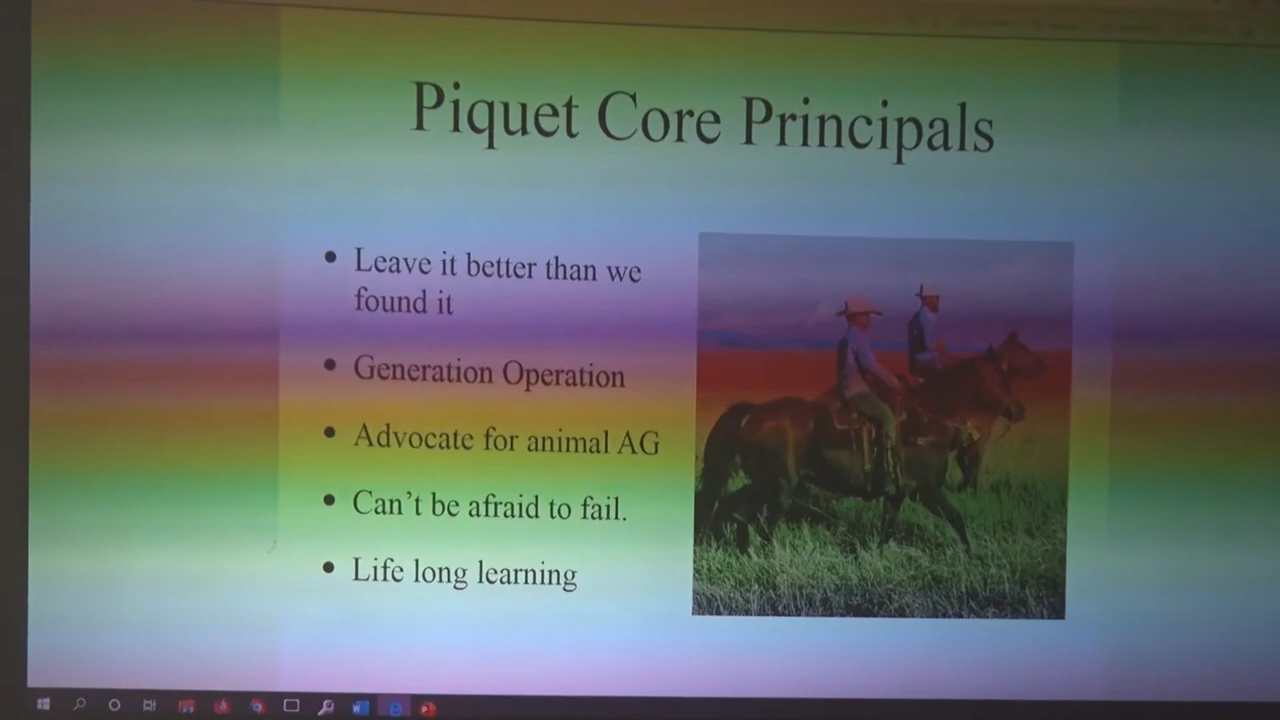 Piquet Core Principals
• Leave it better than we
found it
• Generation Operation
• Advocate for animal AG
• Can't be afraid to fail.
• Life long learning